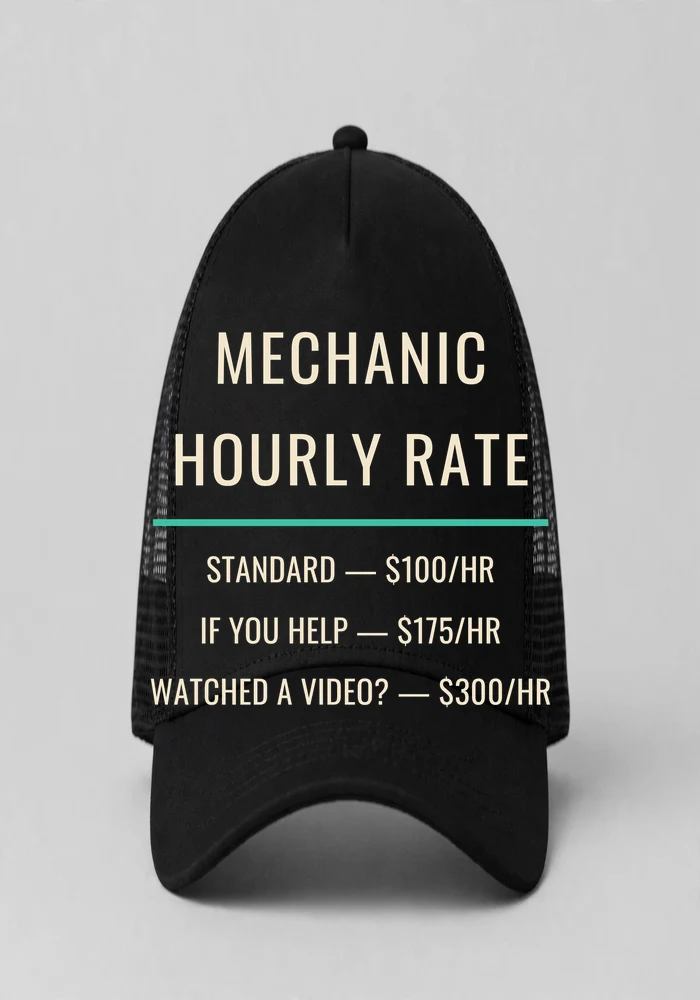 MECHANIC
HOURLY RATE
STANDARD — $100/HR
IF YOU HELP — $175/HR
WATCHED A VIDEO? — $300/HR